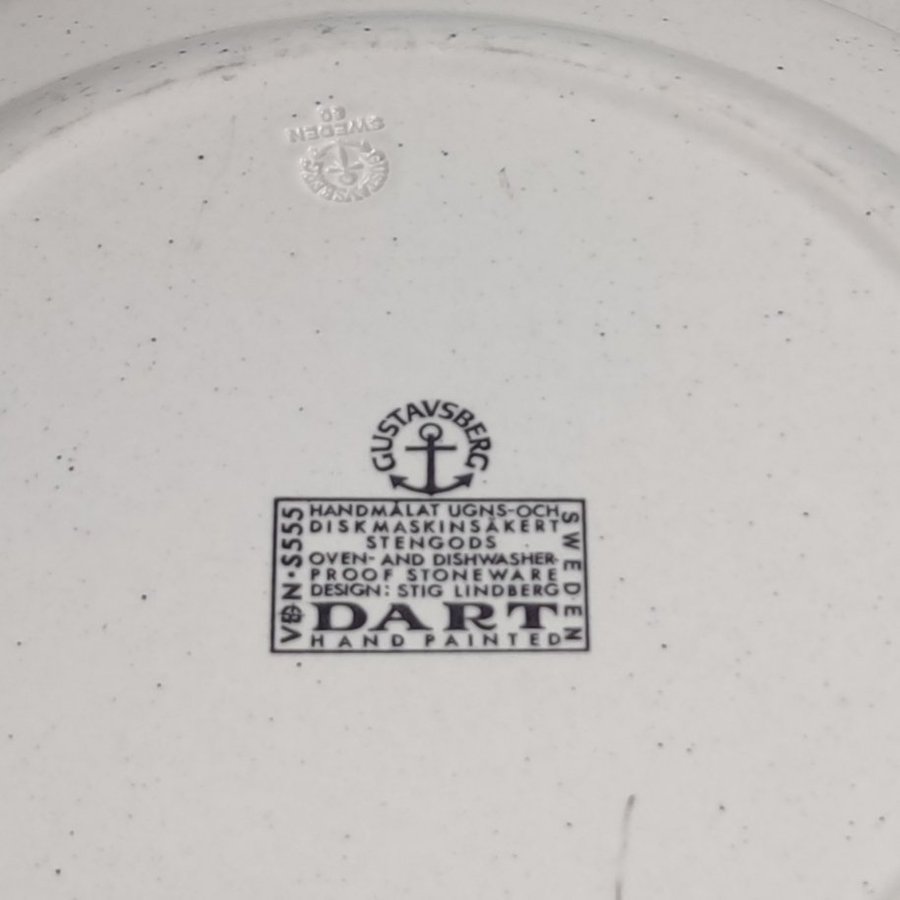 SWEDEN
GUSTAVSBERG
HANDMÅLAT UGNS-OCH
DISKMASKINSÄKERT
STENGODS
OVEN- AND DISHWASHER-
PROOF STONEWARE
DESIGN: STIG LINDBERG
DART
HAND PAINTED
VDN·S555
SWEDEN